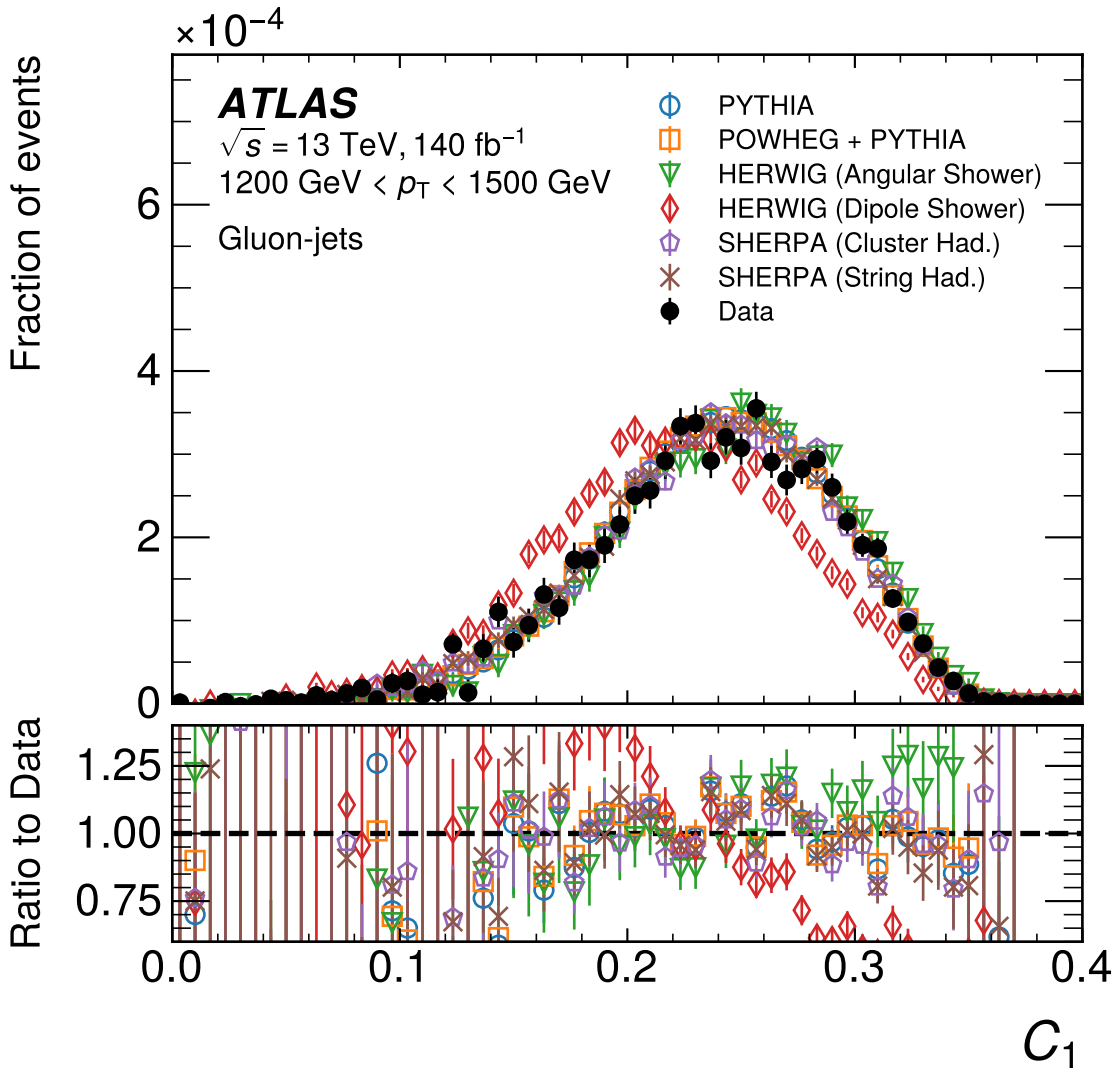 ×10⁻⁴
Fraction of events
ATLAS
√s = 13 TeV, 140 fb⁻¹
1200 GeV < p_T < 1500 GeV
Gluon-jets
PYTHIA
POWHEG + PYTHIA
HERWIG (Angular Shower)
HERWIG (Dipole Shower)
SHERPA (Cluster Had.)
SHERPA (String Had.)
Data
6
4
2
0
Ratio to Data
1.25
1.00
0.75
0.0 0.1 0.2 0.3 0.4
C₁